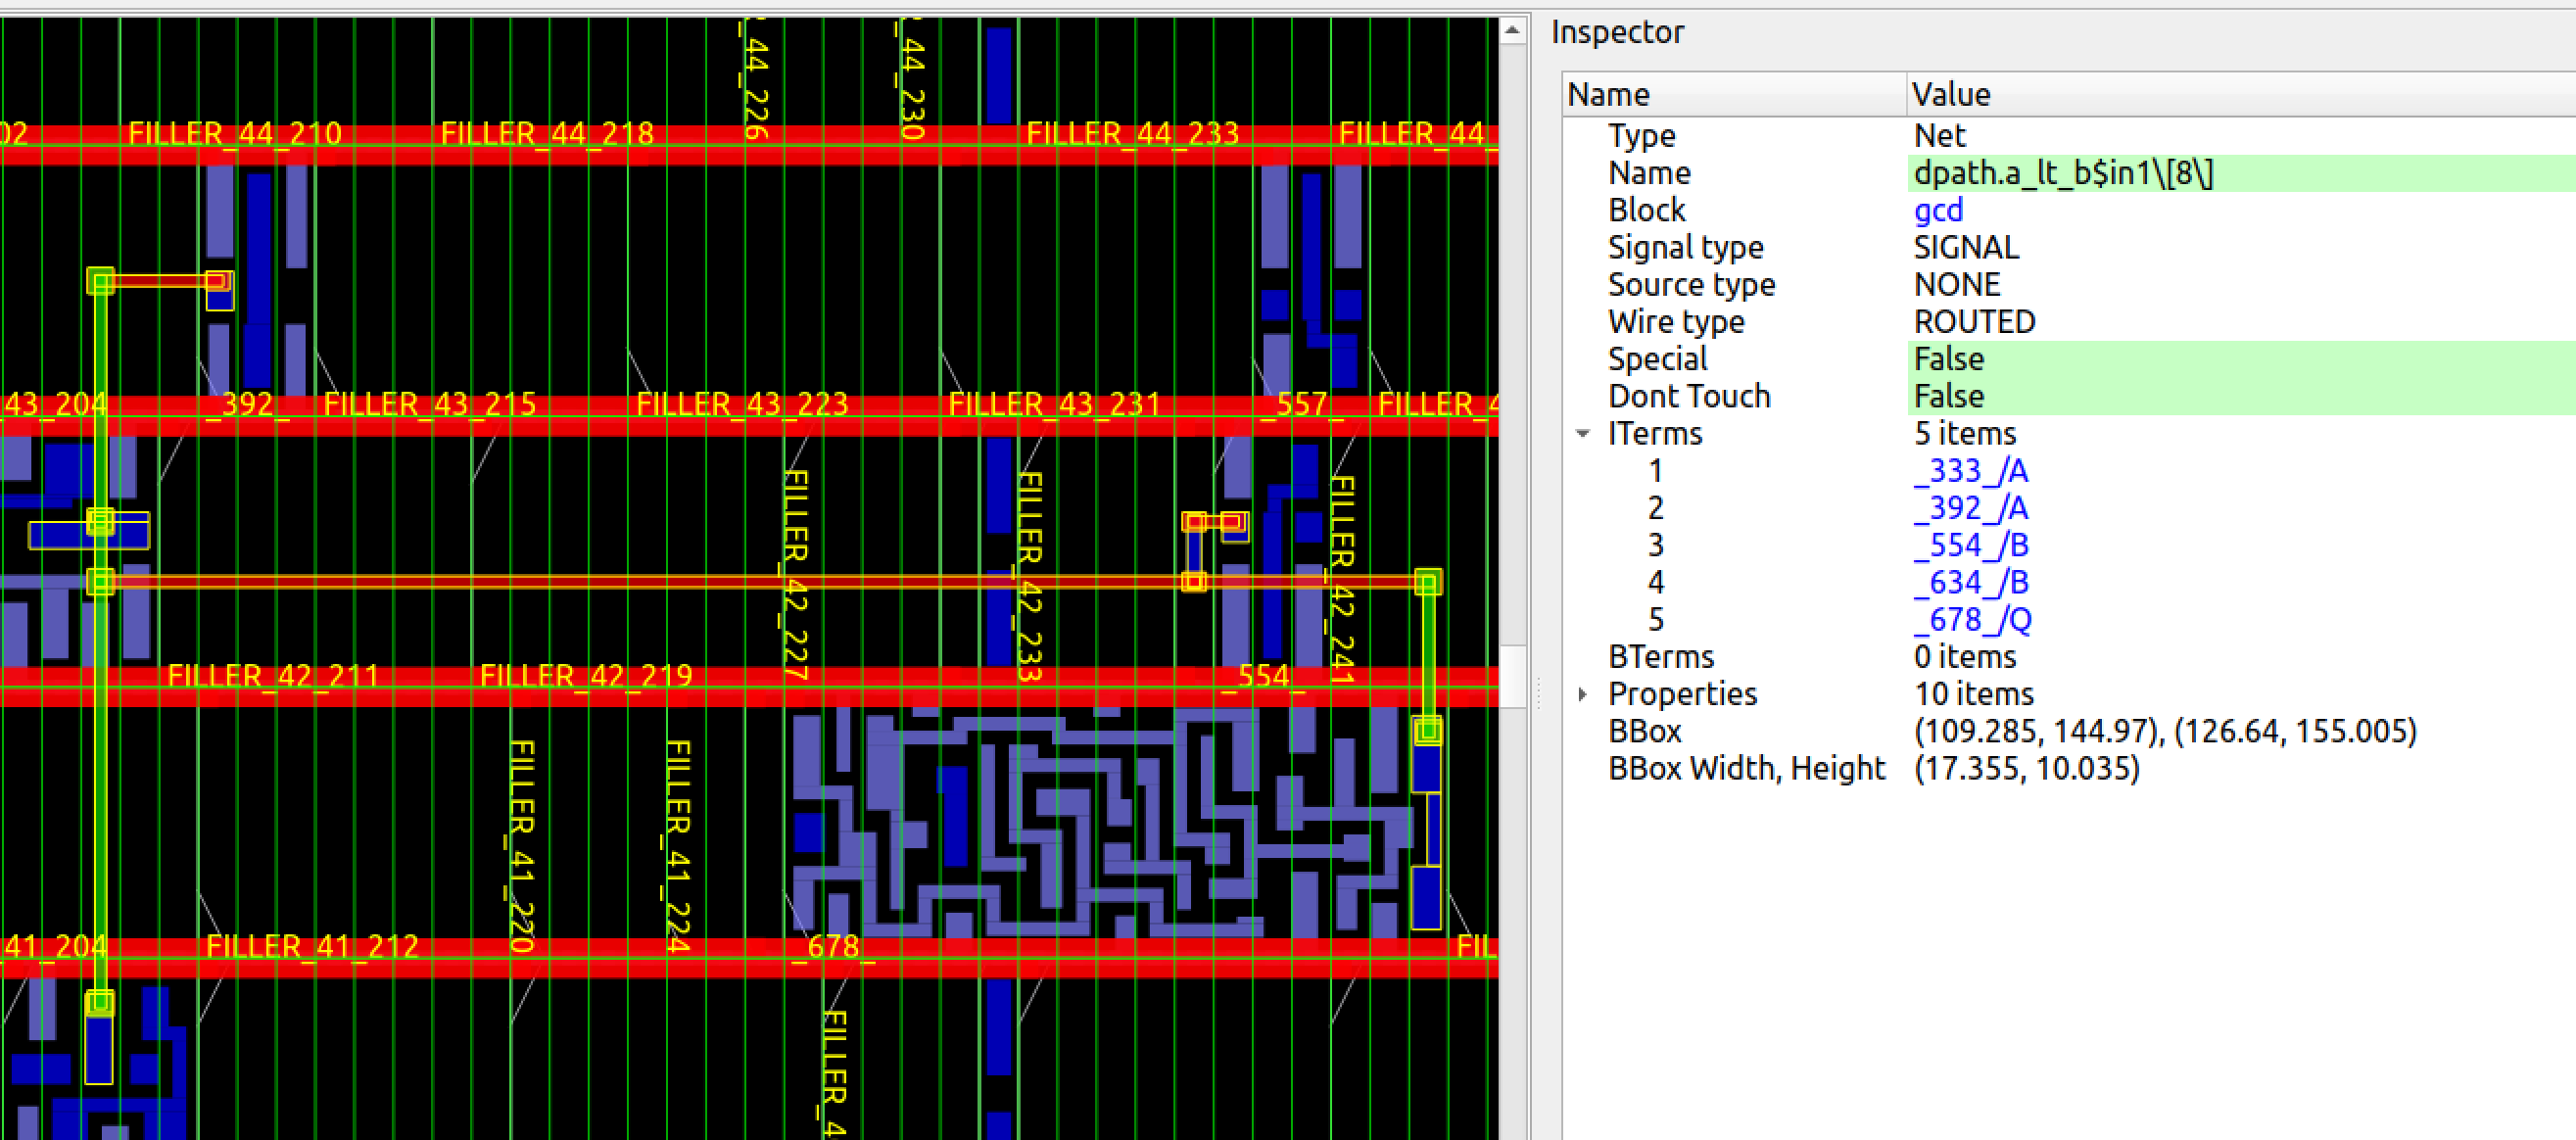 Inspector
Name Value
Type Net
Name dpath.a_lt_b$in1\[8\]
Block gcd
Signal type SIGNAL
Source type NONE
Wire type ROUTED
Special False
Dont Touch False
ITerms 5 items
1 _333_/A
2 _392_/A
3 _554_/B
4 _634_/B
5 _678_/Q
BTerms 0 items
Properties 10 items
BBox (109.285, 144.97), (126.64, 155.005)
BBox Width, Height (17.355, 10.035)
_44_226
_44_230
02 FILLER_44_210 FILLER_44_218 FILLER_44_233 FILLER_44_
43_204 _392_ FILLER_43_215 FILLER_43_223 FILLER_43_231 _557_ FILLER_4
FILLER_42_227
FILLER_42_233
FILLER_42_241
FILLER_42_211 FILLER_42_219 _554_
FILLER_41_220
FILLER_41_224
41_204 FILLER_41_212 _678_ FIL
FILLER_4